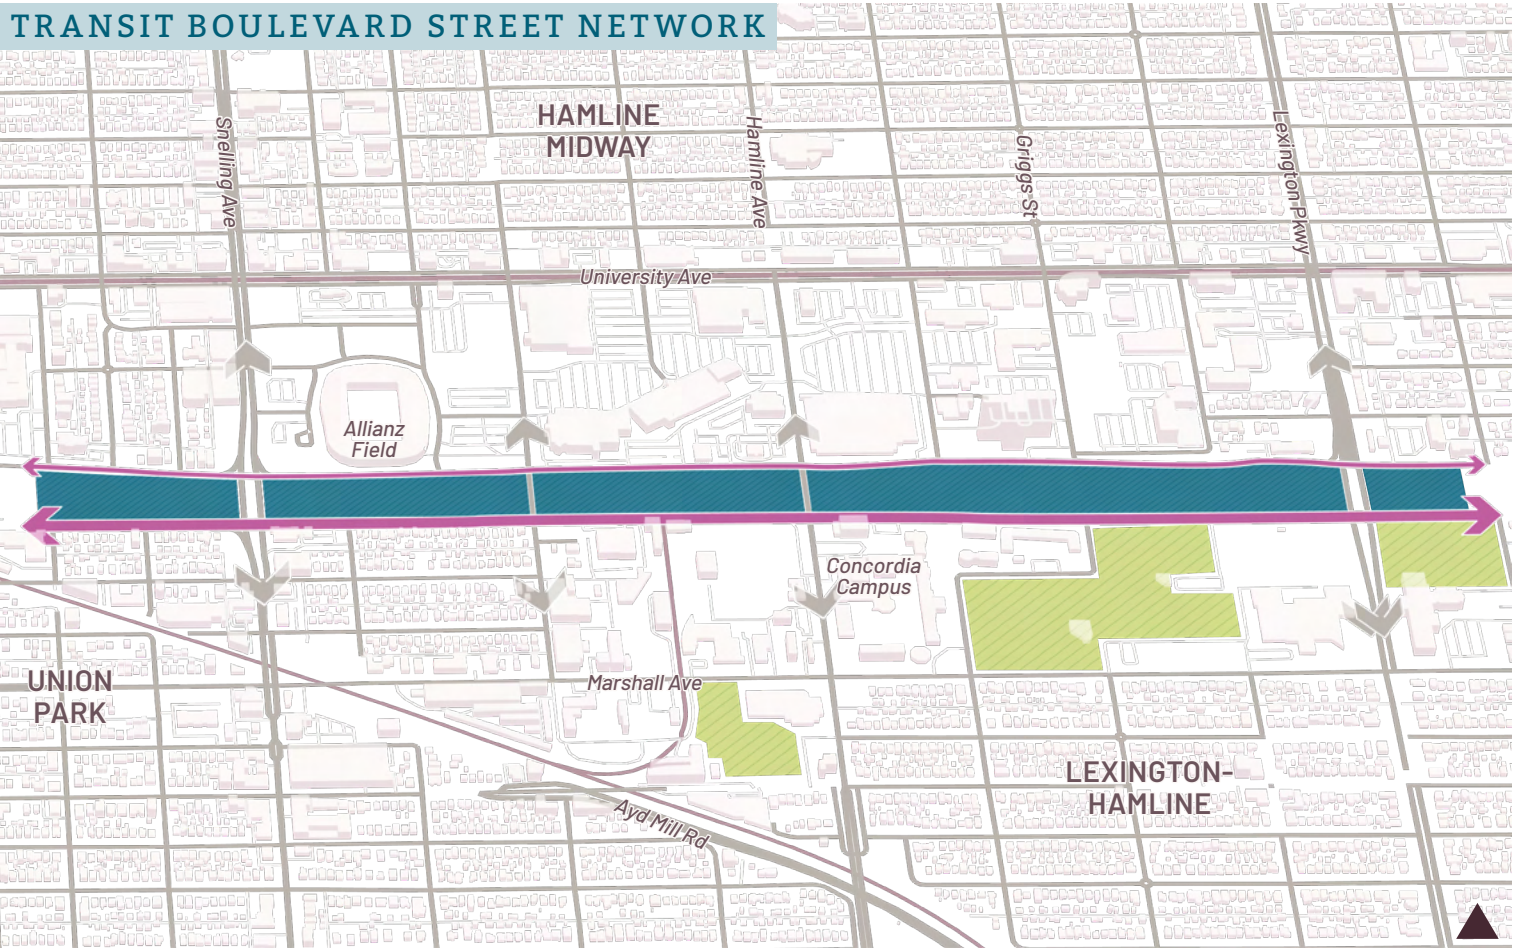 TRANSIT BOULEVARD STREET NETWORK
HAMLINE
MIDWAY
Snelling Ave
Hamline Ave
Griggs St
Lexington Pkwy
University Ave
Allianz
Field
Concordia
Campus
UNION
PARK
Marshall Ave
LEXINGTON-
HAMLINE
Ayd Mill Rd